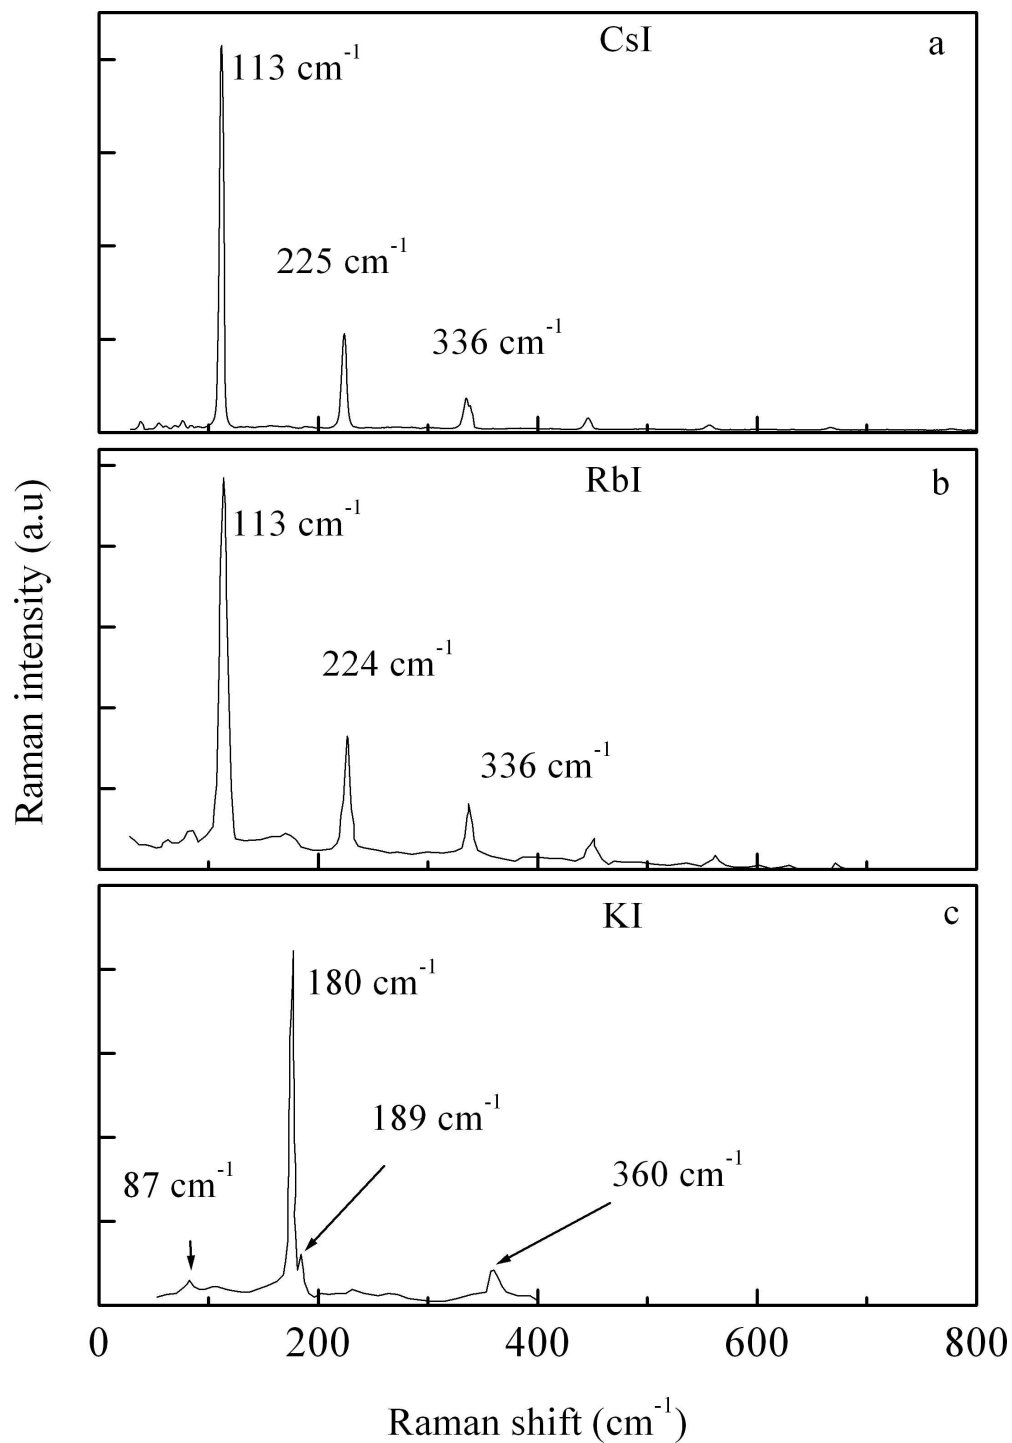 CsI
a
113 cm⁻¹
225 cm⁻¹
336 cm⁻¹
RbI
b
113 cm⁻¹
224 cm⁻¹
336 cm⁻¹
Raman intensity (a.u)
KI
c
180 cm⁻¹
189 cm⁻¹
87 cm⁻¹
360 cm⁻¹
0 200 400 600 800
Raman shift (cm⁻¹)